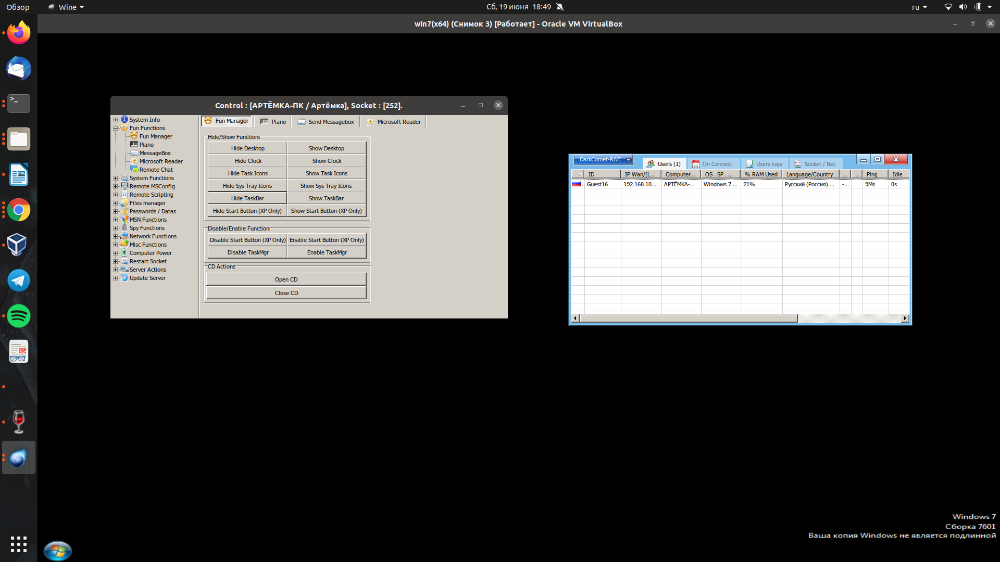 Обзор
Wine
Сб, 19 июня 18:49
ru
win7(x64) (Снимок 3) [Работает] - Oracle VM VirtualBox
Control : [АРТЁМКА-ПК / Артёмка], Socket : [252].
System Info
Fun Functions
Fun Manager
Piano
MessageBox
Microsoft Reader
Remote Chat
System Functions
Remote MSConfig
Remote Scripting
Files manager
Passwords / Datas
MSN Functions
Spy Functions
Network Functions
Misc Functions
Computer Power
Restart Socket
Server Actions
Update Server
Fun Manager Piano Send Messagebox Microsoft Reader
Hide/Show Functions
Hide Desktop Show Desktop
Hide Clock Show Clock
Hide Task Icons Show Task Icons
Hide Sys Tray Icons Show Sys Tray Icons
Hide TaskBar Show TaskBar
Hide Start Button (XP Only) Show Start Button (XP Only)
Disable/Enable Function
Disable Start Button (XP Only) Enable Start Button (XP Only)
Disable TaskMgr Enable TaskMgr
CD Actions
Open CD
Close CD
DarkComet-RAT Users (1) On Connect Users logs Socket / Net
ID IP Wan/[L... Computer... OS . SP . ... % RAM Used Language/Country .. .. Ping Idle
Guest16 192.168.10.... АРТЁМКА-... Windows 7 ... 21% Русский (Россия) ... -... 9Ms 0s
Windows 7
Сборка 7601
Ваша копия Windows не является подлинной